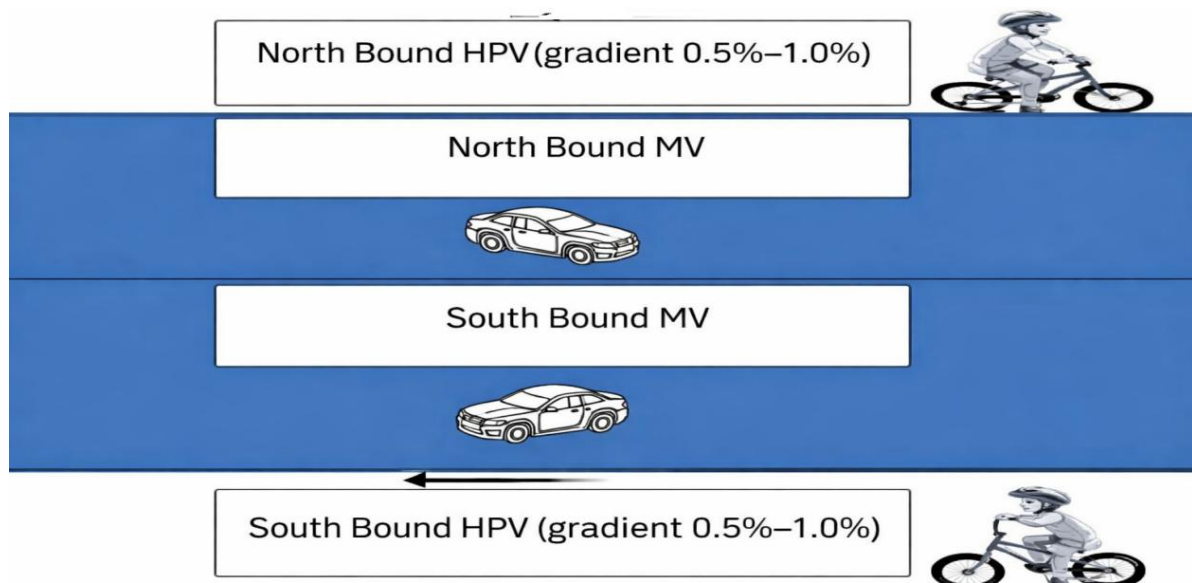 North Bound HPV (gradient 0.5%–1.0%)
North Bound MV
South Bound MV
South Bound HPV (gradient 0.5%–1.0%)